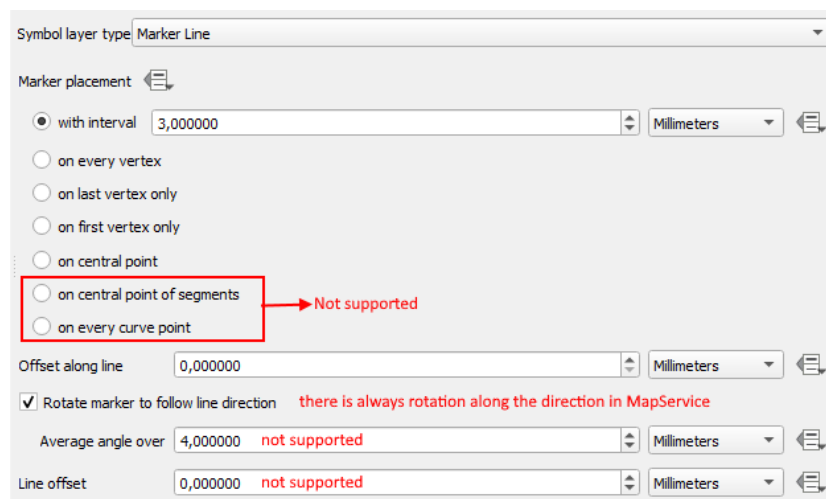 Symbol layer type Marker Line
Marker placement
with interval 3,000000 Millimeters
on every vertex
on last vertex only
on first vertex only
on central point
on central point of segments
Not supported
on every curve point
Offset along line 0,000000 Millimeters
Rotate marker to follow line direction there is always rotation along the direction in MapService
Average angle over 4,000000 not supported Millimeters
Line offset 0,000000 not supported Millimeters